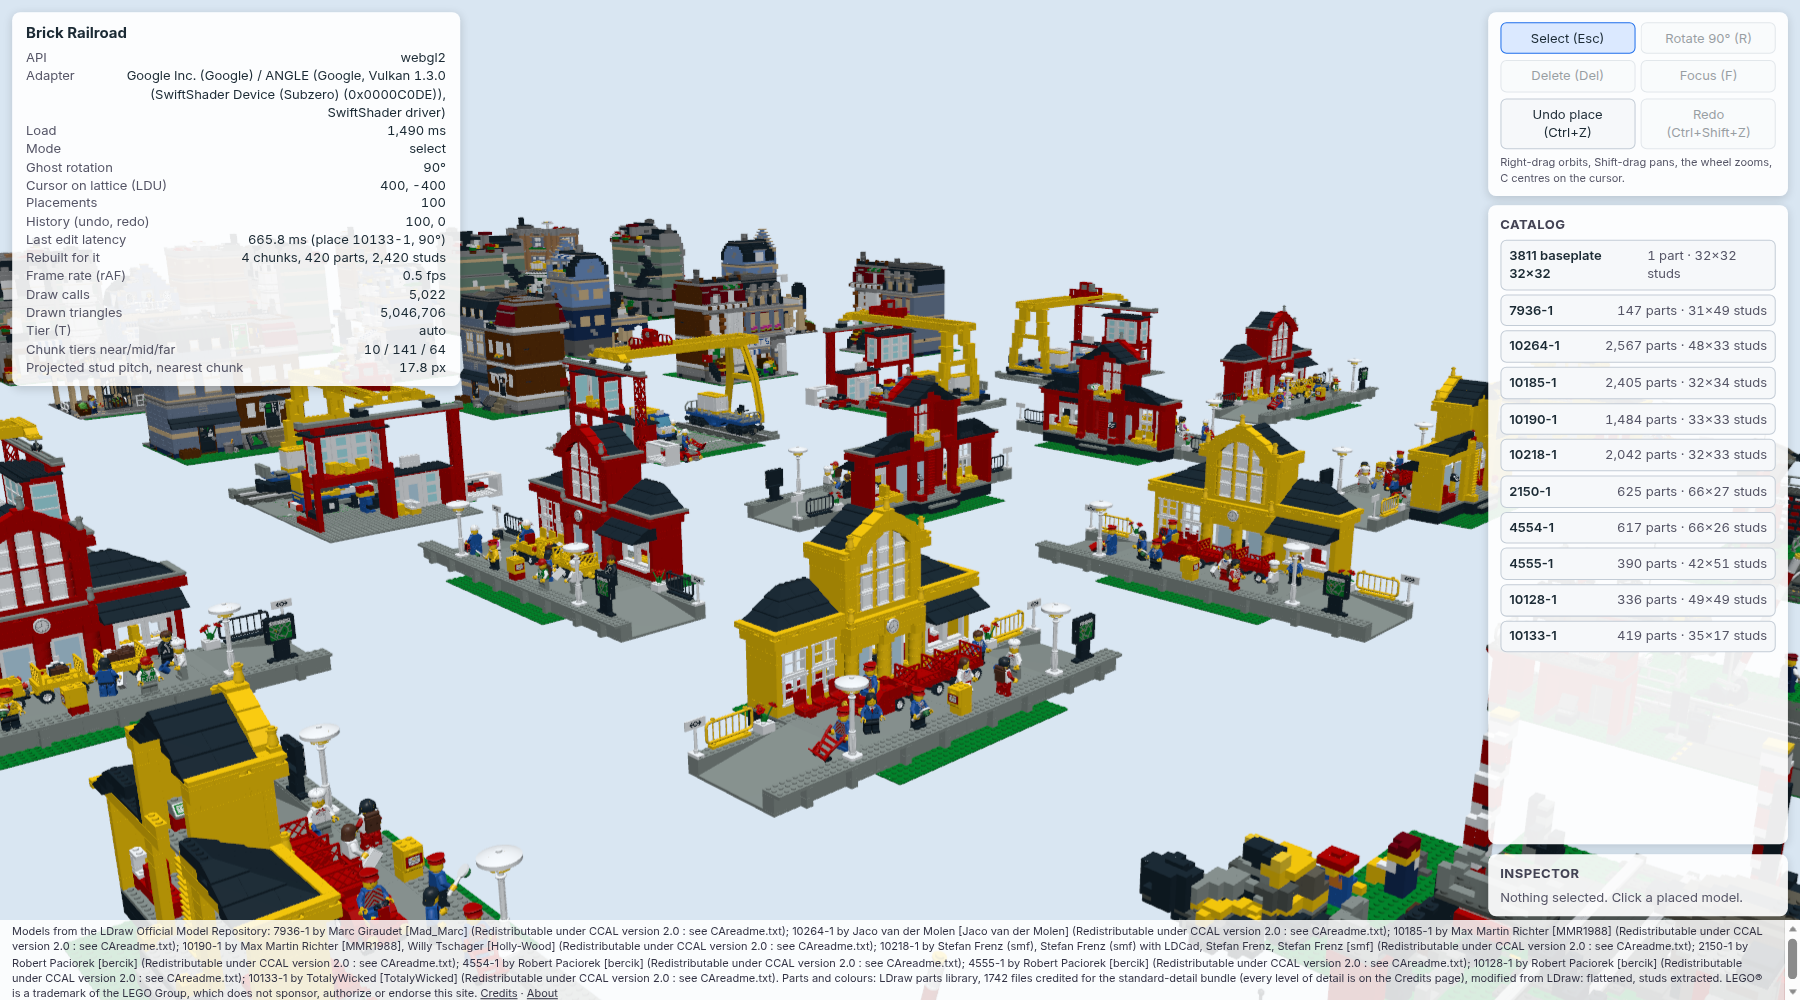 Brick Railroad
API webgl2
Adapter Google Inc. (Google) / ANGLE (Google, Vulkan 1.3.0
(SwiftShader Device (Subzero) (0x0000C0DE)),
SwiftShader driver)
Load 1,490 ms
Mode select
Ghost rotation 90°
Cursor on lattice (LDU) 400, -400
Placements 100
History (undo, redo) 100, 0
Last edit latency 665.8 ms (place 10133-1, 90°)
Rebuilt for it 4 chunks, 420 parts, 2,420 studs
Frame rate (rAF) 0.5 fps
Draw calls 5,022
Drawn triangles 5,046,706
Tier (T) auto
Chunk tiers near/mid/far 10 / 141 / 64
Projected stud pitch, nearest chunk 17.8 px
Select (Esc) Rotate 90° (R)
Delete (Del) Focus (F)
Undo place (Ctrl+Z) Redo (Ctrl+Shift+Z)
Right-drag orbits, Shift-drag pans, the wheel zooms,
C centres on the cursor.
CATALOG
3811 baseplate 32×32 1 part · 32×32 studs
7936-1 147 parts · 31×49 studs
10264-1 2,567 parts · 48×33 studs
10185-1 2,405 parts · 32×34 studs
10190-1 1,484 parts · 33×33 studs
10218-1 2,042 parts · 32×33 studs
2150-1 625 parts · 66×27 studs
4554-1 617 parts · 66×26 studs
4555-1 390 parts · 42×51 studs
10128-1 336 parts · 49×49 studs
10133-1 419 parts · 35×17 studs
INSPECTOR
Nothing selected. Click a placed model.
Models from the LDraw Official Model Repository: 7936-1 by Marc Giraudet [Mad_Marc] (Redistributable under CCAL version 2.0 : see CAreadme.txt); 10264-1 by Jaco van der Molen [Jaco van der Molen] (Redistributable under CCAL version 2.0 : see CAreadme.txt); 10185-1 by Max Martin Richter [MMR1988] (Redistributable under CCAL
version 2.0 : see CAreadme.txt); 10190-1 by Max Martin Richter [MMR1988], Willy Tschager [Holly-Wood] (Redistributable under CCAL version 2.0 : see CAreadme.txt); 10218-1 by Stefan Frenz (smf), Stefan Frenz (smf) with LDCad, Stefan Frenz, Stefan Frenz [smf] (Redistributable under CCAL version 2.0 : see CAreadme.txt); 2150-1 by
Robert Paciorek [bercik] (Redistributable under CCAL version 2.0 : see CAreadme.txt); 4554-1 by Robert Paciorek [bercik] (Redistributable under CCAL version 2.0 : see CAreadme.txt); 4555-1 by Robert Paciorek [bercik] (Redistributable under CCAL version 2.0 : see CAreadme.txt); 10128-1 by Robert Paciorek [bercik] (Redistributable
under CCAL version 2.0 : see CAreadme.txt); 10133-1 by TotalyWicked [TotalyWicked] (Redistributable under CCAL version 2.0 : see CAreadme.txt). Parts and colours: LDraw parts library, 1742 files credited for the standard-detail bundle (every level of detail is on the Credits page), modified from LDraw: flattened, studs extracted. LEGO®
is a trademark of the LEGO Group, which does not sponsor, authorize or endorse this site. Credits · About